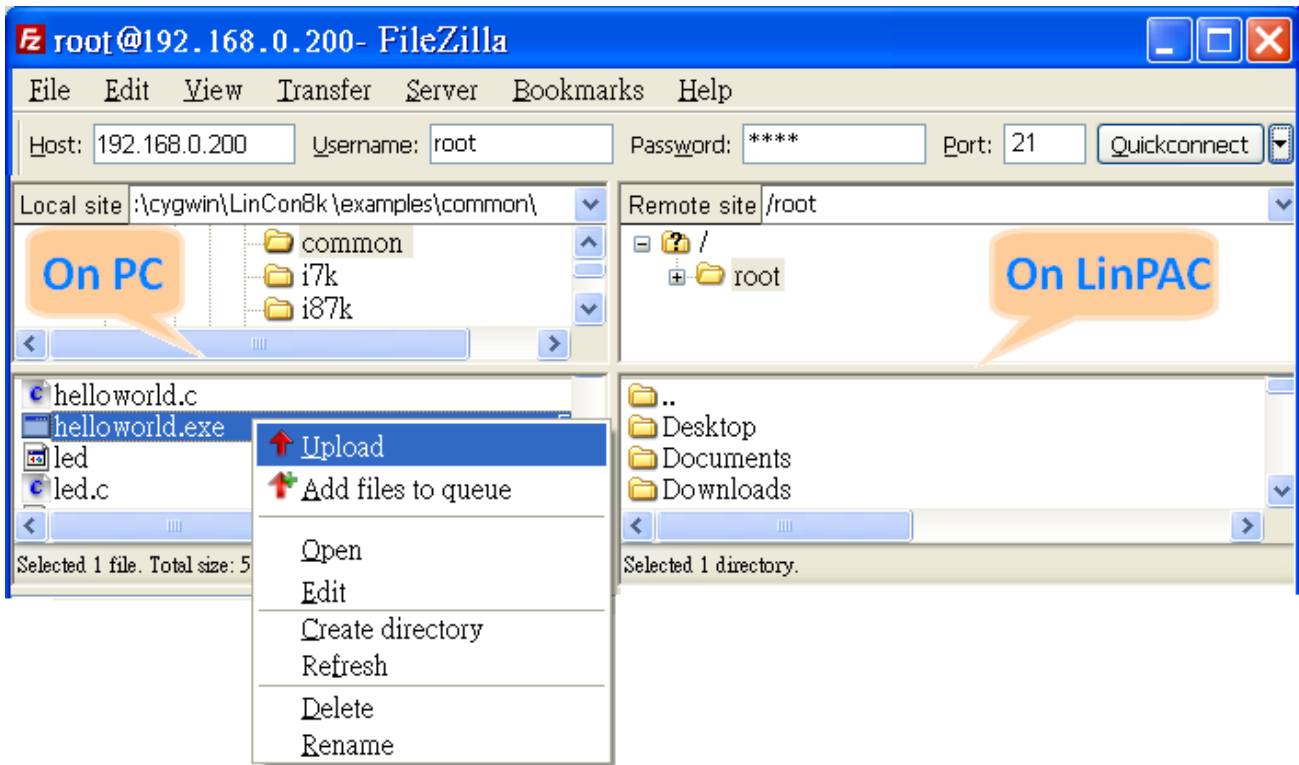 root@192.168.0.200- FileZilla
File Edit View Transfer Server Bookmarks Help
Host: 192.168.0.200 Username: root Password: **** Port: 21 Quickconnect
Local site :\cygwin\LinCon8k\examples\common\
common
i7k
i87k
On PC
Remote site /root
/
root
On LinPAC
helloworld.c
helloworld.exe
led
led.c
Selected 1 file. Total size: 5
Upload
Add files to queue
Open
Edit
Create directory
Refresh
Delete
Rename
..
Desktop
Documents
Downloads
Selected 1 directory.